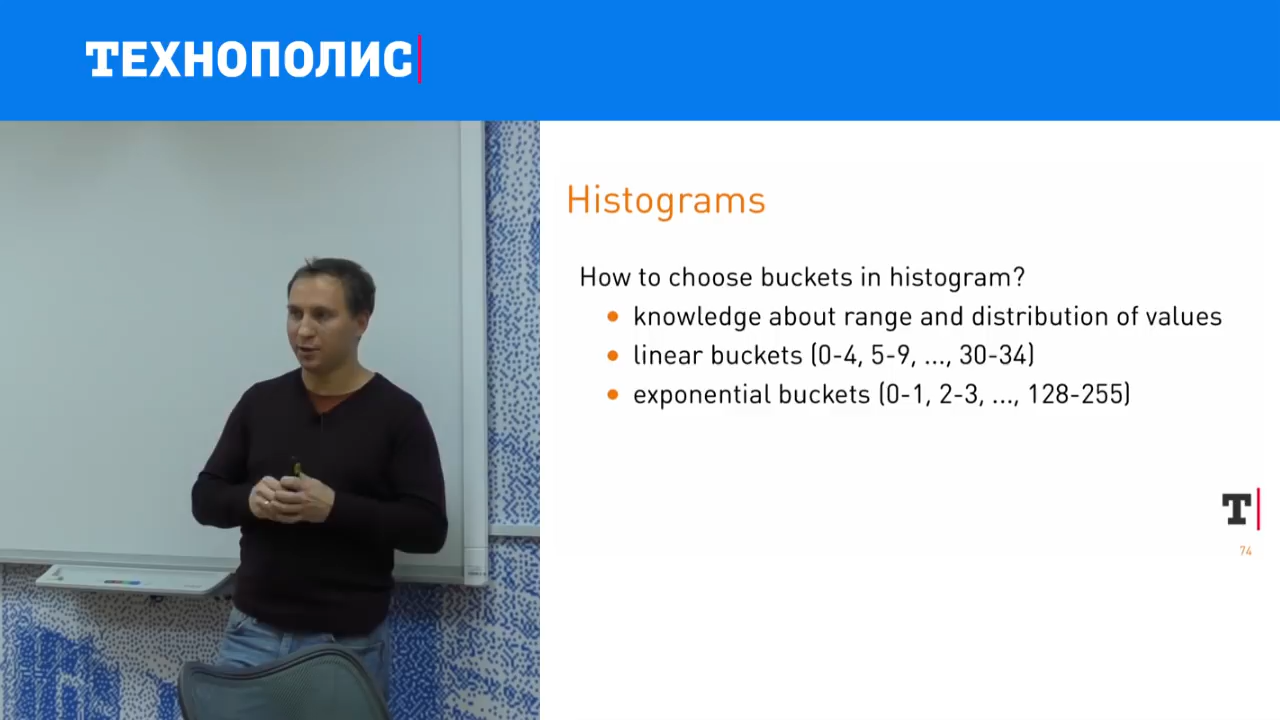 ТЕХНОПОЛИС
Histograms
How to choose buckets in histogram?
• knowledge about range and distribution of values
• linear buckets (0-4, 5-9, ..., 30-34)
• exponential buckets (0-1, 2-3, ..., 128-255)
T
74